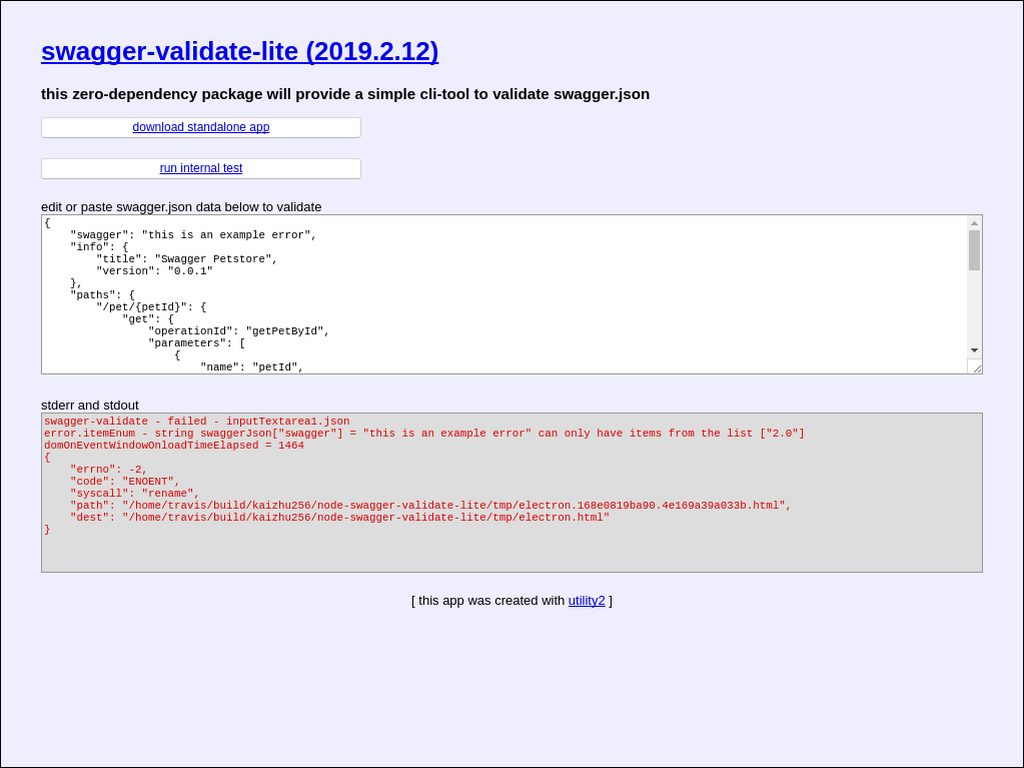 swagger-validate-lite (2019.2.12)
this zero-dependency package will provide a simple cli-tool to validate swagger.json
download standalone app
run internal test
edit or paste swagger.json data below to validate
{
    "swagger": "this is an example error",
    "info": {
        "title": "Swagger Petstore",
        "version": "0.0.1"
    },
    "paths": {
        "/pet/{petId}": {
            "get": {
                "operationId": "getPetById",
                "parameters": [
                    {
                        "name": "petId",
stderr and stdout
swagger-validate - failed - inputTextarea1.json
error.itemEnum - string swaggerJson["swagger"] = "this is an example error" can only have items from the list ["2.0"]
domOnEventWindowOnloadTimeElapsed = 1464
{
    "errno": -2,
    "code": "ENOENT",
    "syscall": "rename",
    "path": "/home/travis/build/kaizhu256/node-swagger-validate-lite/tmp/electron.168e0819ba90.4e169a39a033b.html",
    "dest": "/home/travis/build/kaizhu256/node-swagger-validate-lite/tmp/electron.html"
}
[ this app was created with utility2 ]